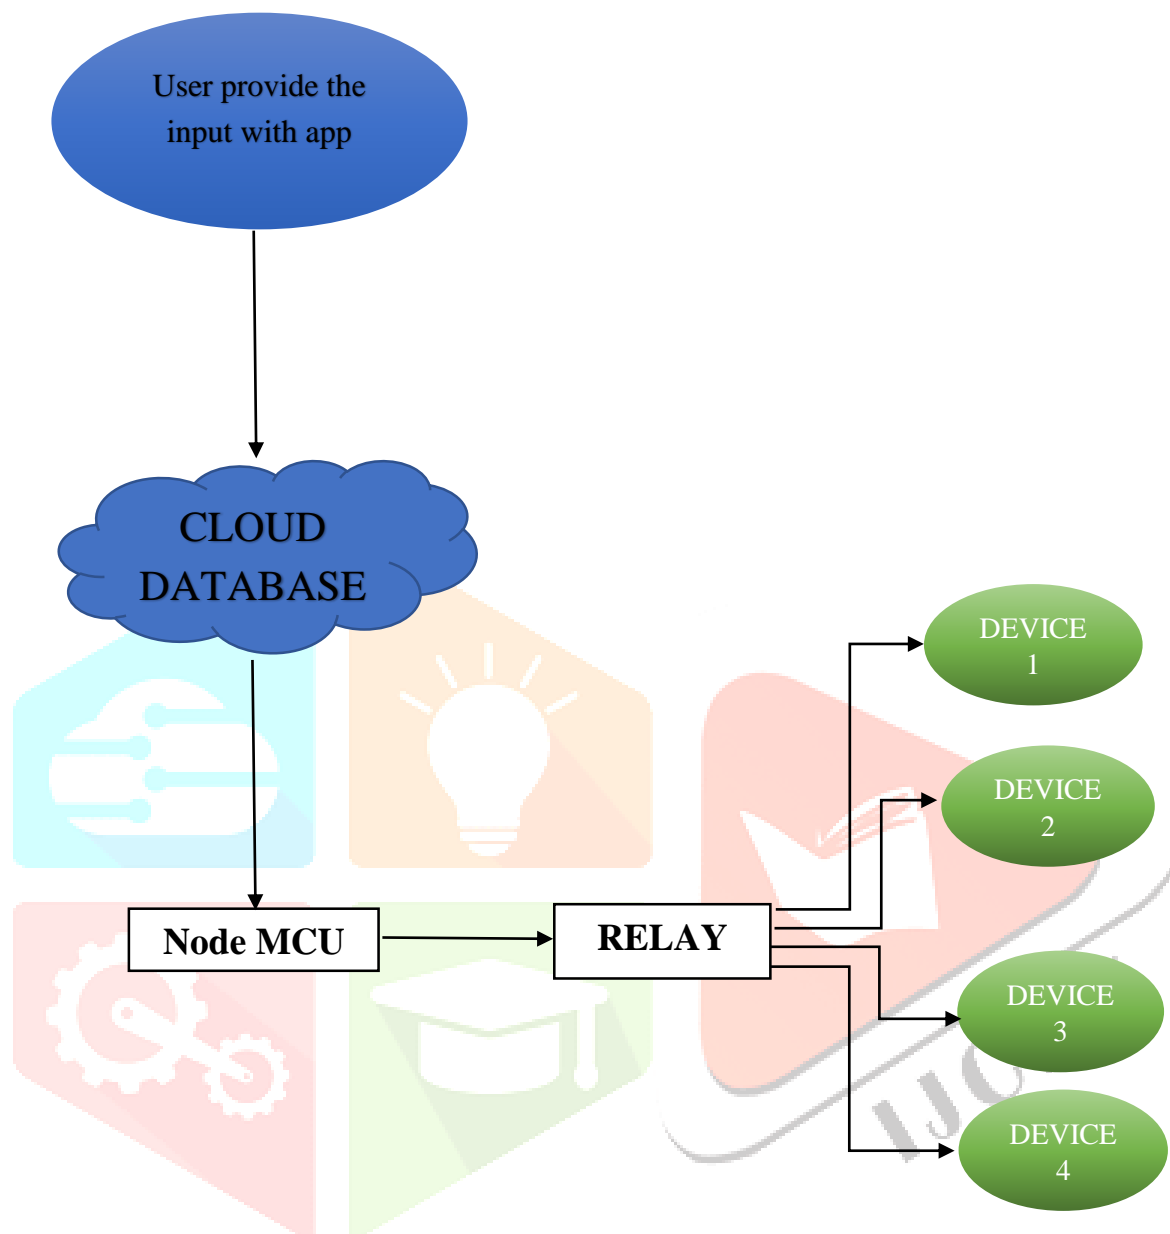 User provide the
input with app
CLOUD
DATABASE
DEVICE
1
DEVICE
2
Node MCU
RELAY
DEVICE
3
DEVICE
4